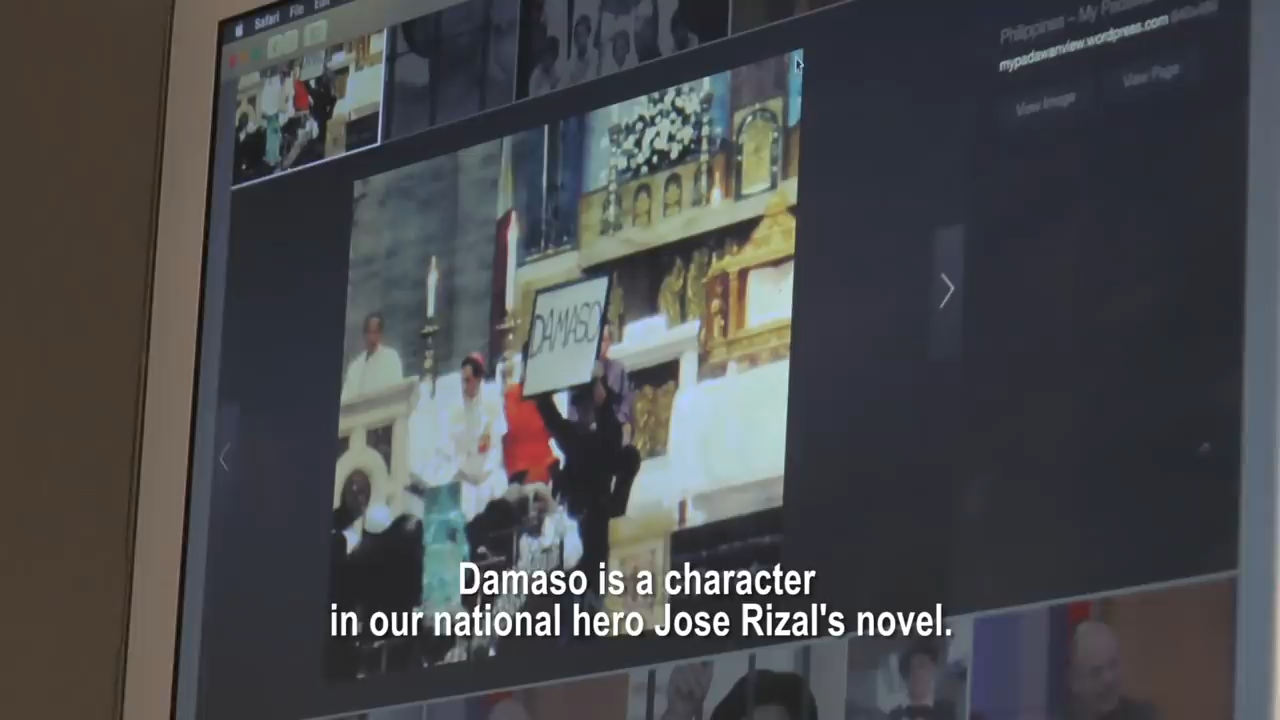 Safari File Edit
Philippines – My Padawan
mypadawanview.wordpress.com
View Image
View Page
DAMASO
Damaso is a character
in our national hero Jose Rizal's novel.